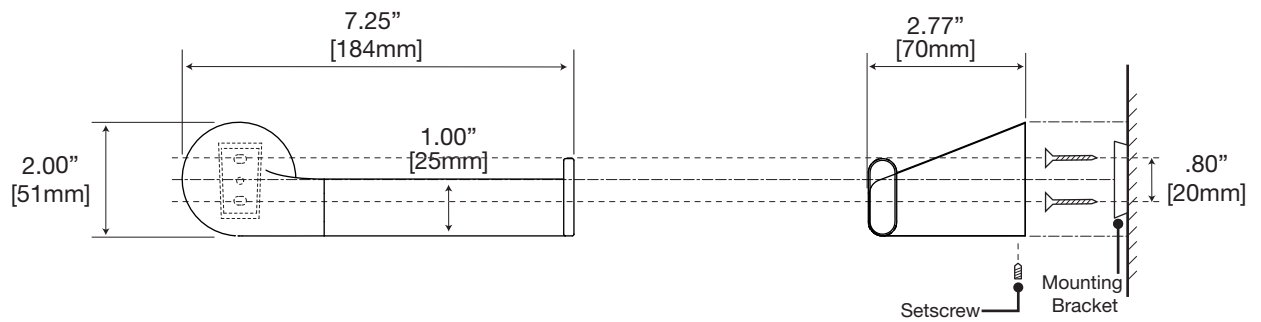 7.25”
[184mm]
2.77”
[70mm]
2.00”
[51mm]
1.00”
[25mm]
.80”
[20mm]
Mounting
Bracket
Setscrew